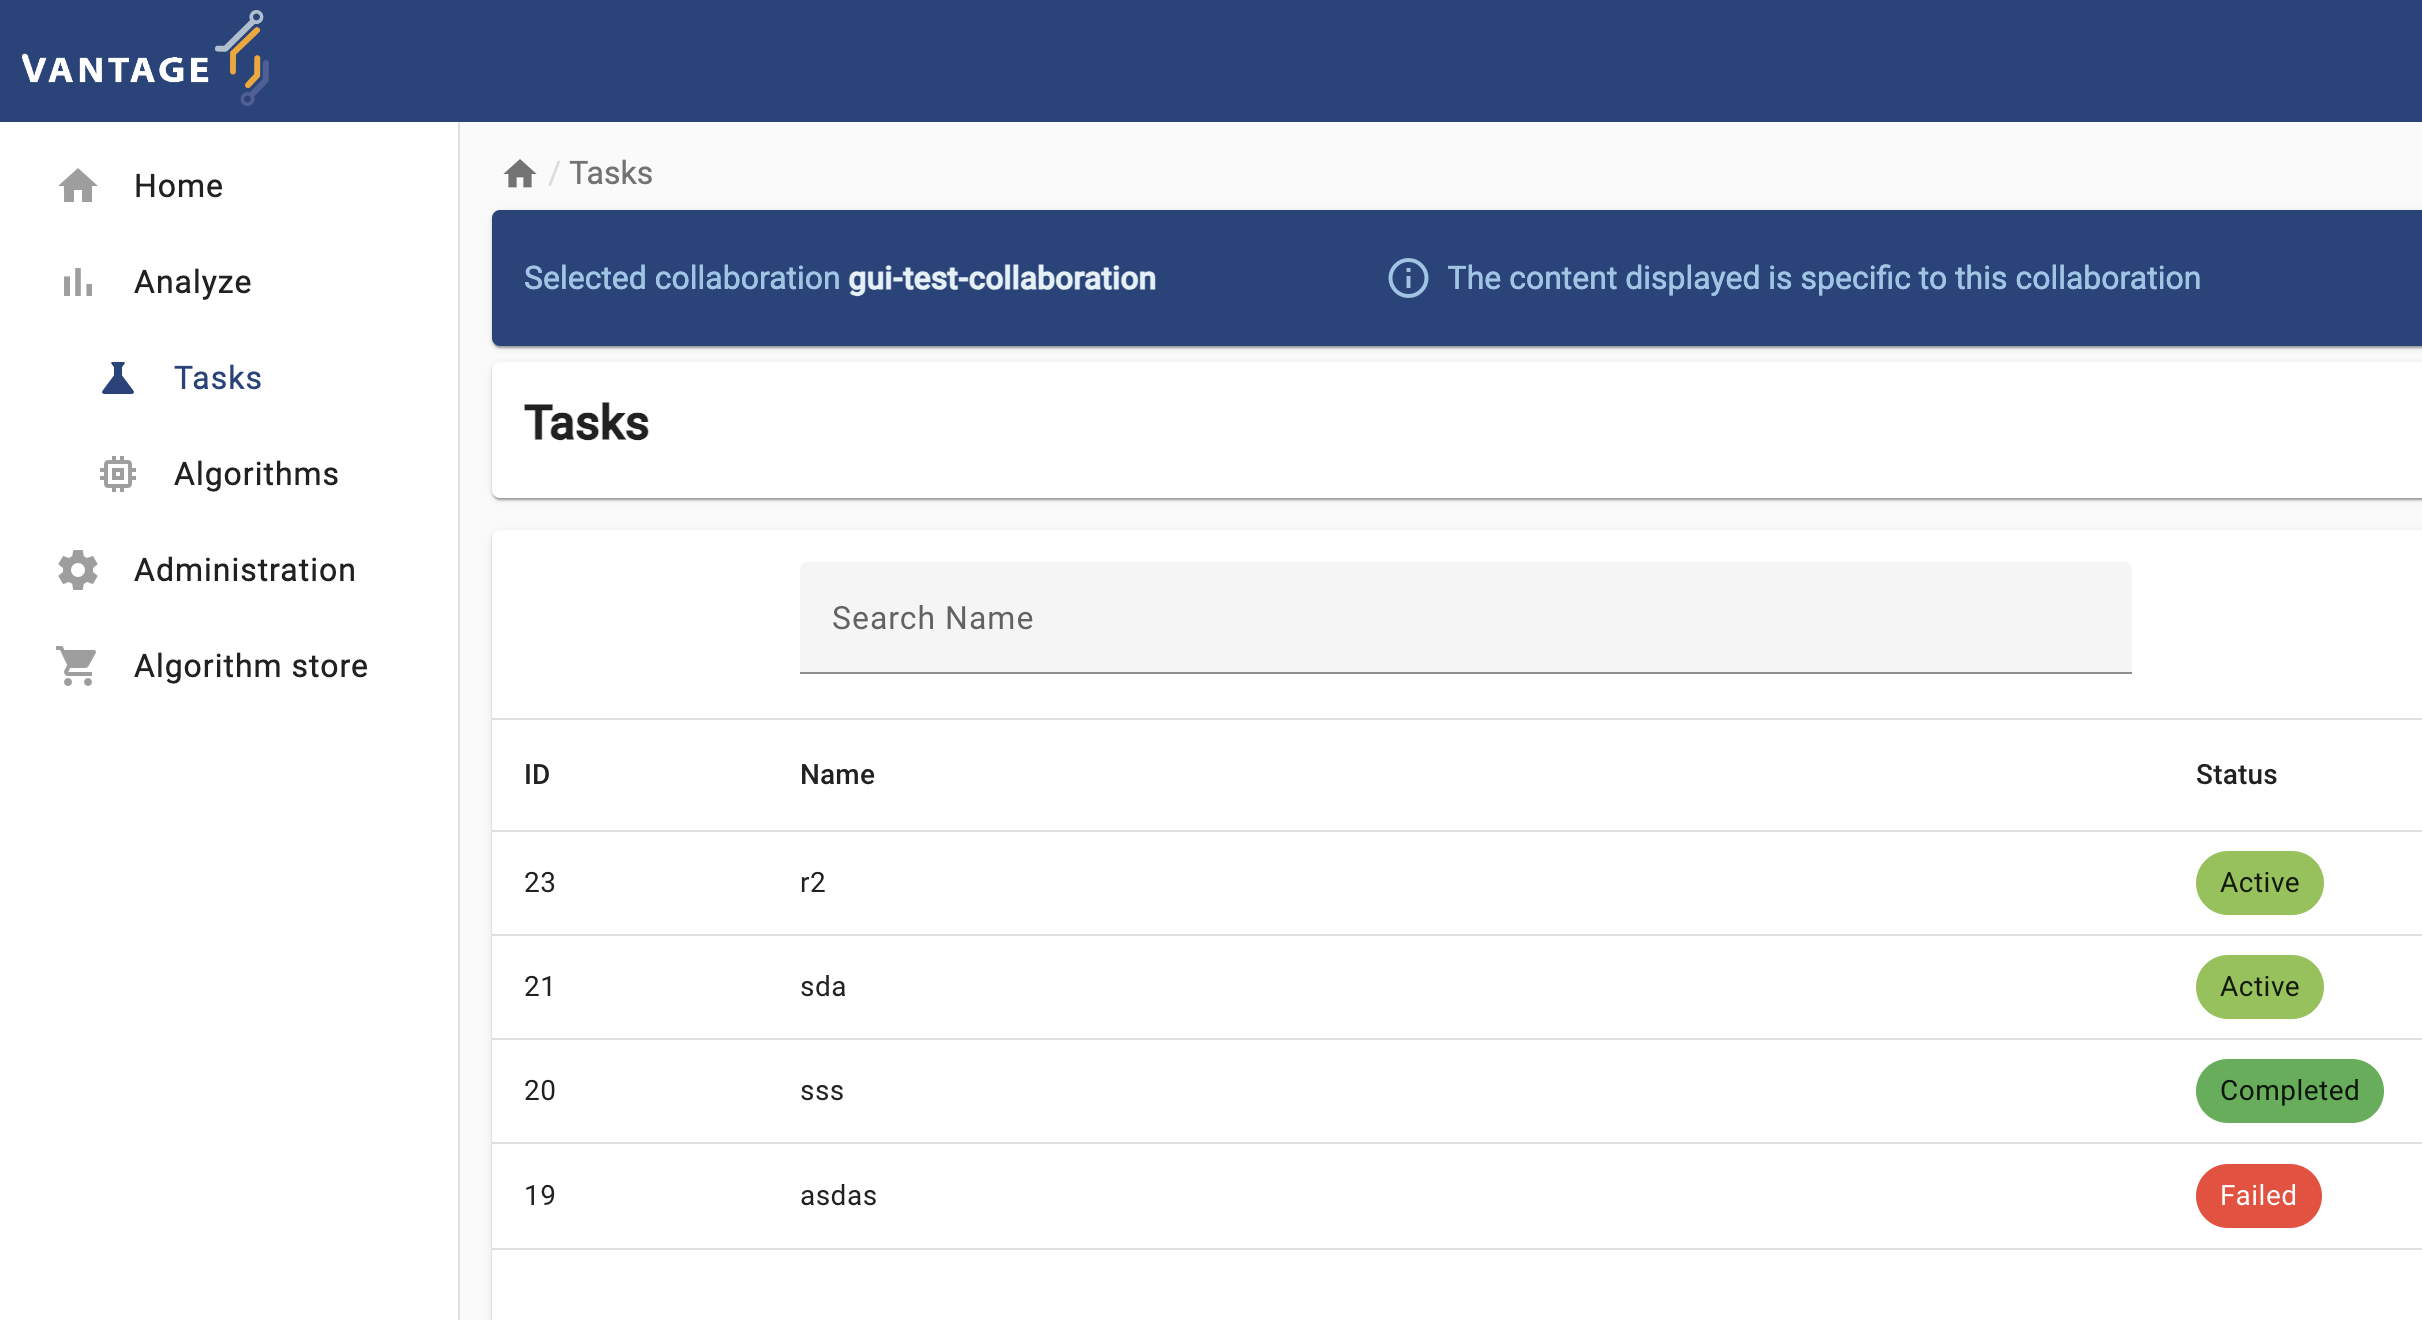 VANTAGE
Home
Analyze
Tasks
Algorithms
Administration
Algorithm store
/ Tasks
Selected collaboration gui-test-collaboration
The content displayed is specific to this collaboration
Tasks
Search Name
ID Name Status
23 r2 Active
21 sda Active
20 sss Completed
19 asdas Failed